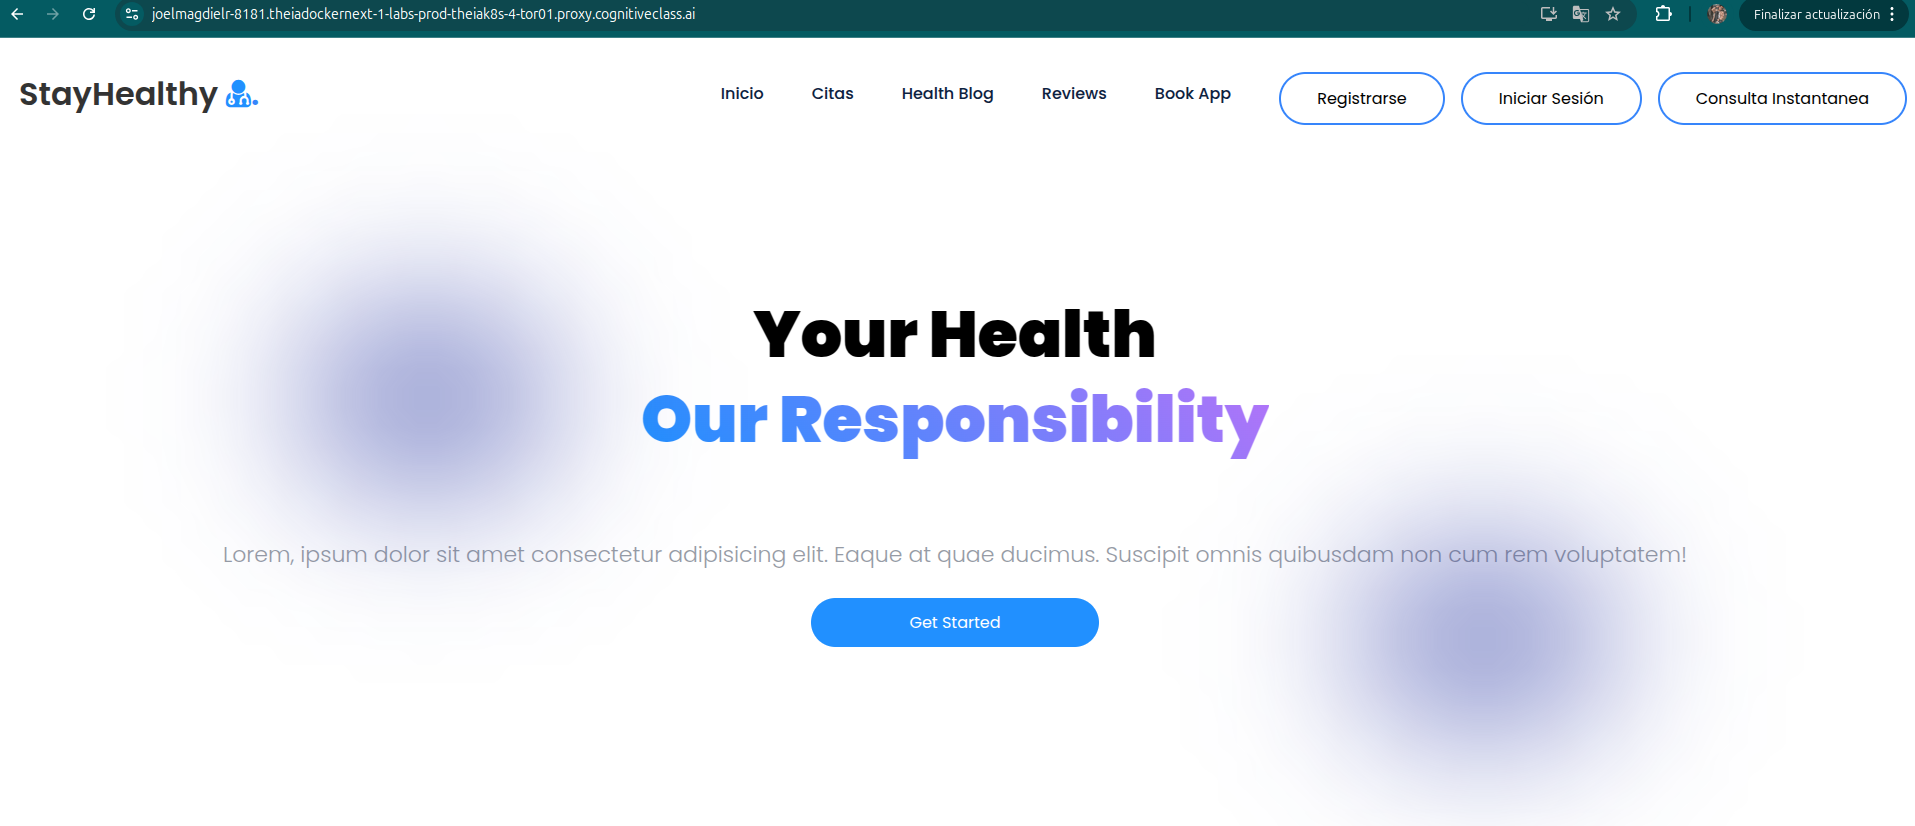 joelmagdielr-8181.theiadockernext-1-labs-prod-theiak8s-4-tor01.proxy.cognitiveclass.ai
Finalizar actualización
StayHealthy
Inicio
Citas
Health Blog
Reviews
Book App
Registrarse
Iniciar Sesión
Consulta Instantanea
Your Health
Our Responsibility
Lorem, ipsum dolor sit amet consectetur adipisicing elit. Eaque at quae ducimus. Suscipit omnis quibusdam non cum rem voluptatem!
Get Started